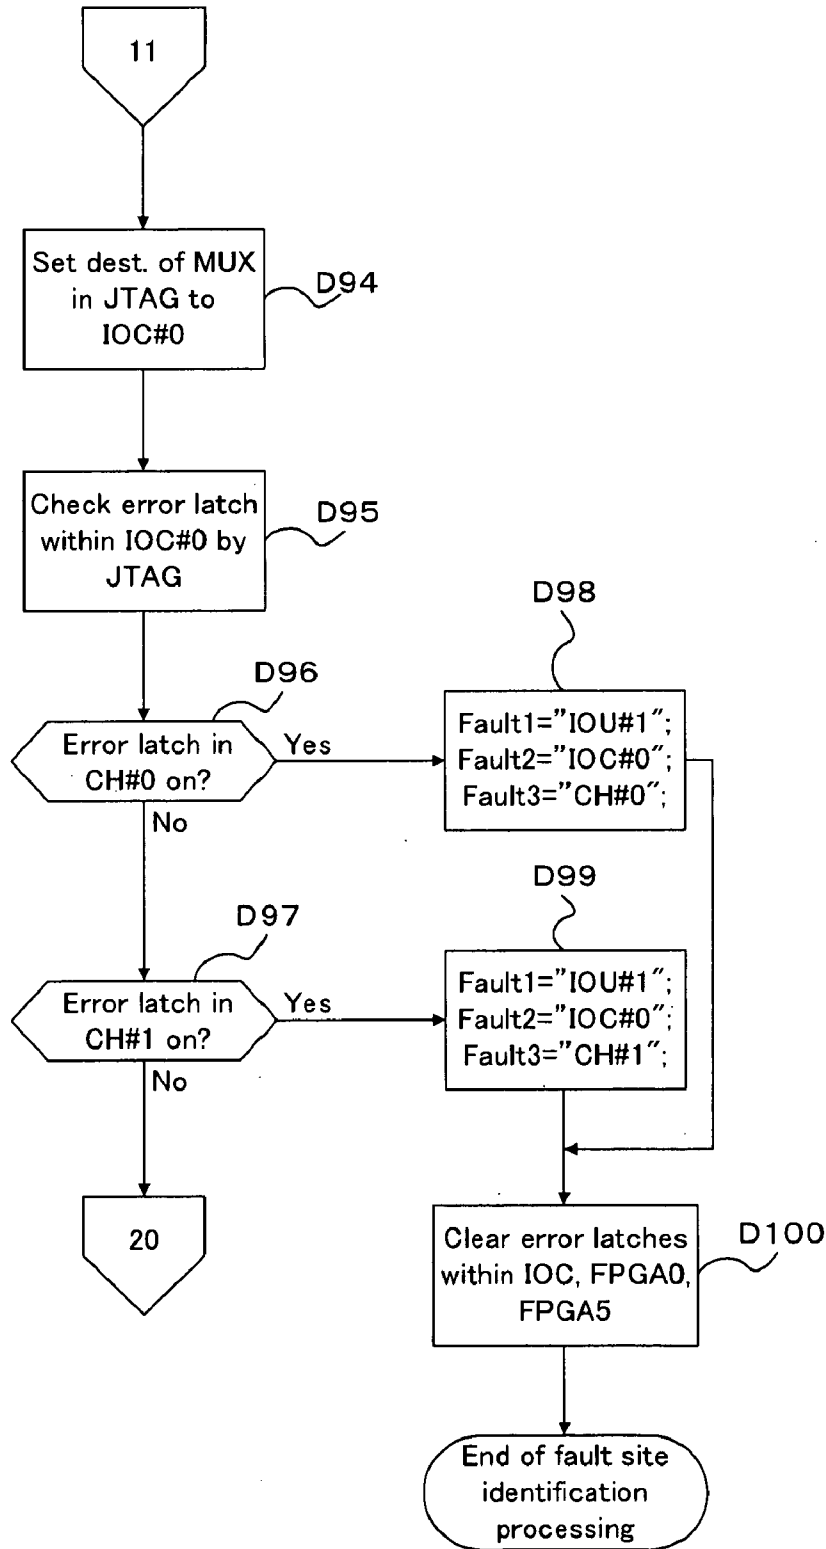 11
Set dest. of MUX
in JTAG to
IOC#0
D94
Check error latch
within IOC#0 by
JTAG
D95
D96
Error latch in
CH#0 on?
Yes
No
D98
Fault1="IOU#1";
Fault2="IOC#0";
Fault3="CH#0";
D97
Error latch in
CH#1 on?
Yes
No
D99
Fault1="IOU#1";
Fault2="IOC#0";
Fault3="CH#1";
20
Clear error latches
within IOC, FPGA0,
FPGA5
D100
End of fault site
identification
processing